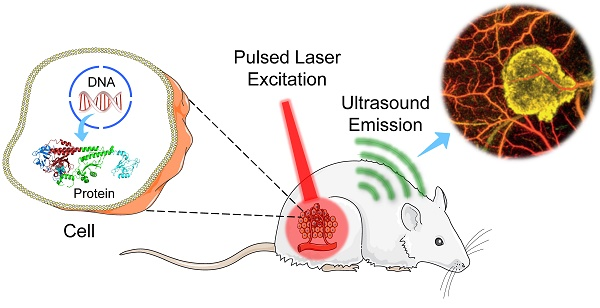 DNA
Protein
Cell
Pulsed Laser
Excitation
Ultrasound
Emission